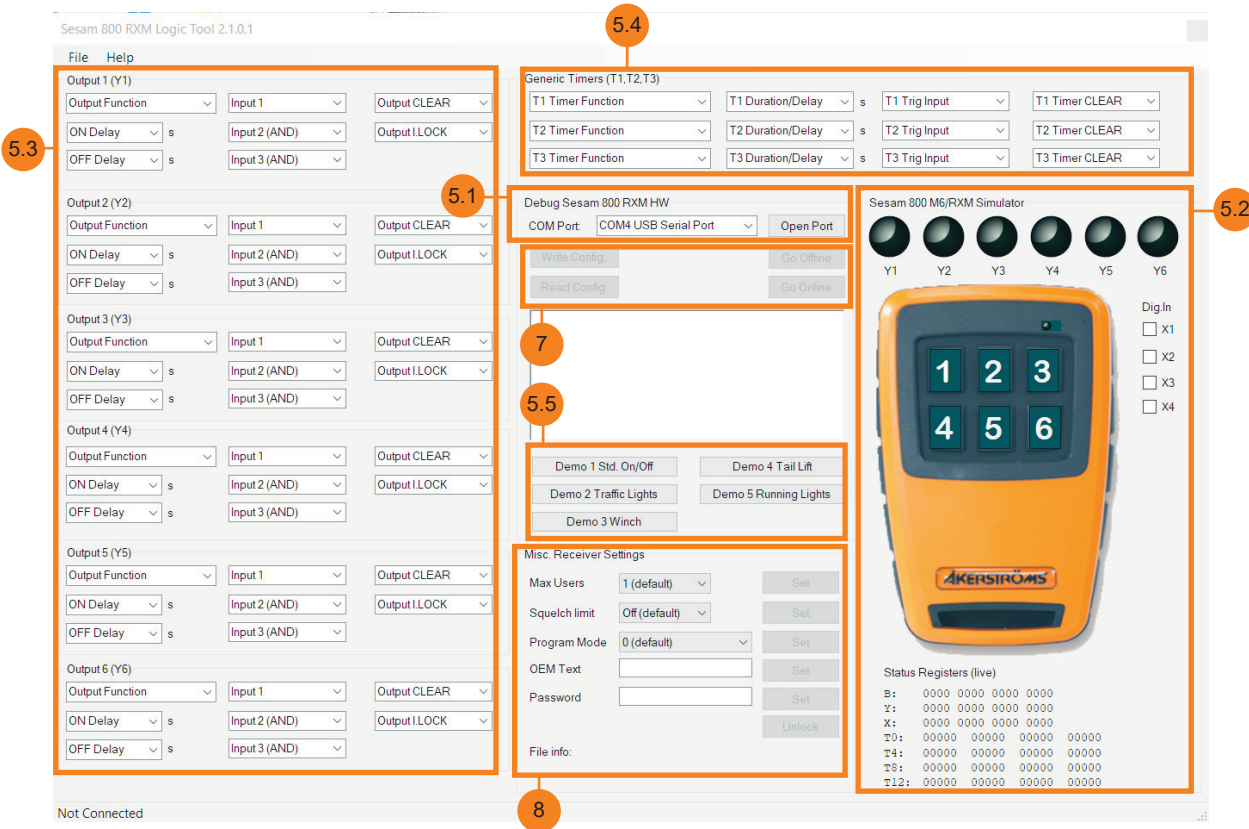 5.4
Sesam 800 RXM Logic Tool 2.1.0.1
File Help
5.3
Output 1 (Y1)
Output Function Input 1 Output CLEAR
ON Delay s Input 2 (AND) Output I.LOCK
OFF Delay s Input 3 (AND)
Output 2 (Y2)
Output Function Input 1 Output CLEAR
ON Delay s Input 2 (AND) Output I.LOCK
OFF Delay s Input 3 (AND)
Output 3 (Y3)
Output Function Input 1 Output CLEAR
ON Delay s Input 2 (AND) Output I.LOCK
OFF Delay s Input 3 (AND)
Output 4 (Y4)
Output Function Input 1 Output CLEAR
ON Delay s Input 2 (AND) Output I.LOCK
OFF Delay s Input 3 (AND)
Output 5 (Y5)
Output Function Input 1 Output CLEAR
ON Delay s Input 2 (AND) Output I.LOCK
OFF Delay s Input 3 (AND)
Output 6 (Y6)
Output Function Input 1 Output CLEAR
ON Delay s Input 2 (AND) Output I.LOCK
OFF Delay s Input 3 (AND)
Generic Timers (T1,T2,T3)
T1 Timer Function T1 Duration/Delay s T1 Trig Input T1 Timer CLEAR
T2 Timer Function T2 Duration/Delay s T2 Trig Input T2 Timer CLEAR
T3 Timer Function T3 Duration/Delay s T3 Trig Input T3 Timer CLEAR
5.1
Debug Sesam 800 RXM HW
COM Port: COM4 USB Serial Port Open Port
Write Config. Go Offline
Read Config. Go Online
7
5.5
Demo 1 Std. On/Off Demo 4 Tail Lift
Demo 2 Traffic Lights Demo 5 Running Lights
Demo 3 Winch
Misc. Receiver Settings
Max Users 1 (default) Set
Squelch limit Off (default) Set
Program Mode 0 (default) Set
OEM Text Set
Password Set
Unlock
File info:
8
5.2
Sesam 800 M6/RXM Simulator
Y1 Y2 Y3 Y4 Y5 Y6
Dig.In
X1
X2
X3
X4
1 2 3
4 5 6
ÅKERSTRÖMS
Status Registers (live)
B: 0000 0000 0000 0000
Y: 0000 0000 0000 0000
X: 0000 0000 0000 0000
T0: 00000 00000 00000 00000
T4: 00000 00000 00000 00000
T8: 00000 00000 00000 00000
T12: 00000 00000 00000 00000
Not Connected